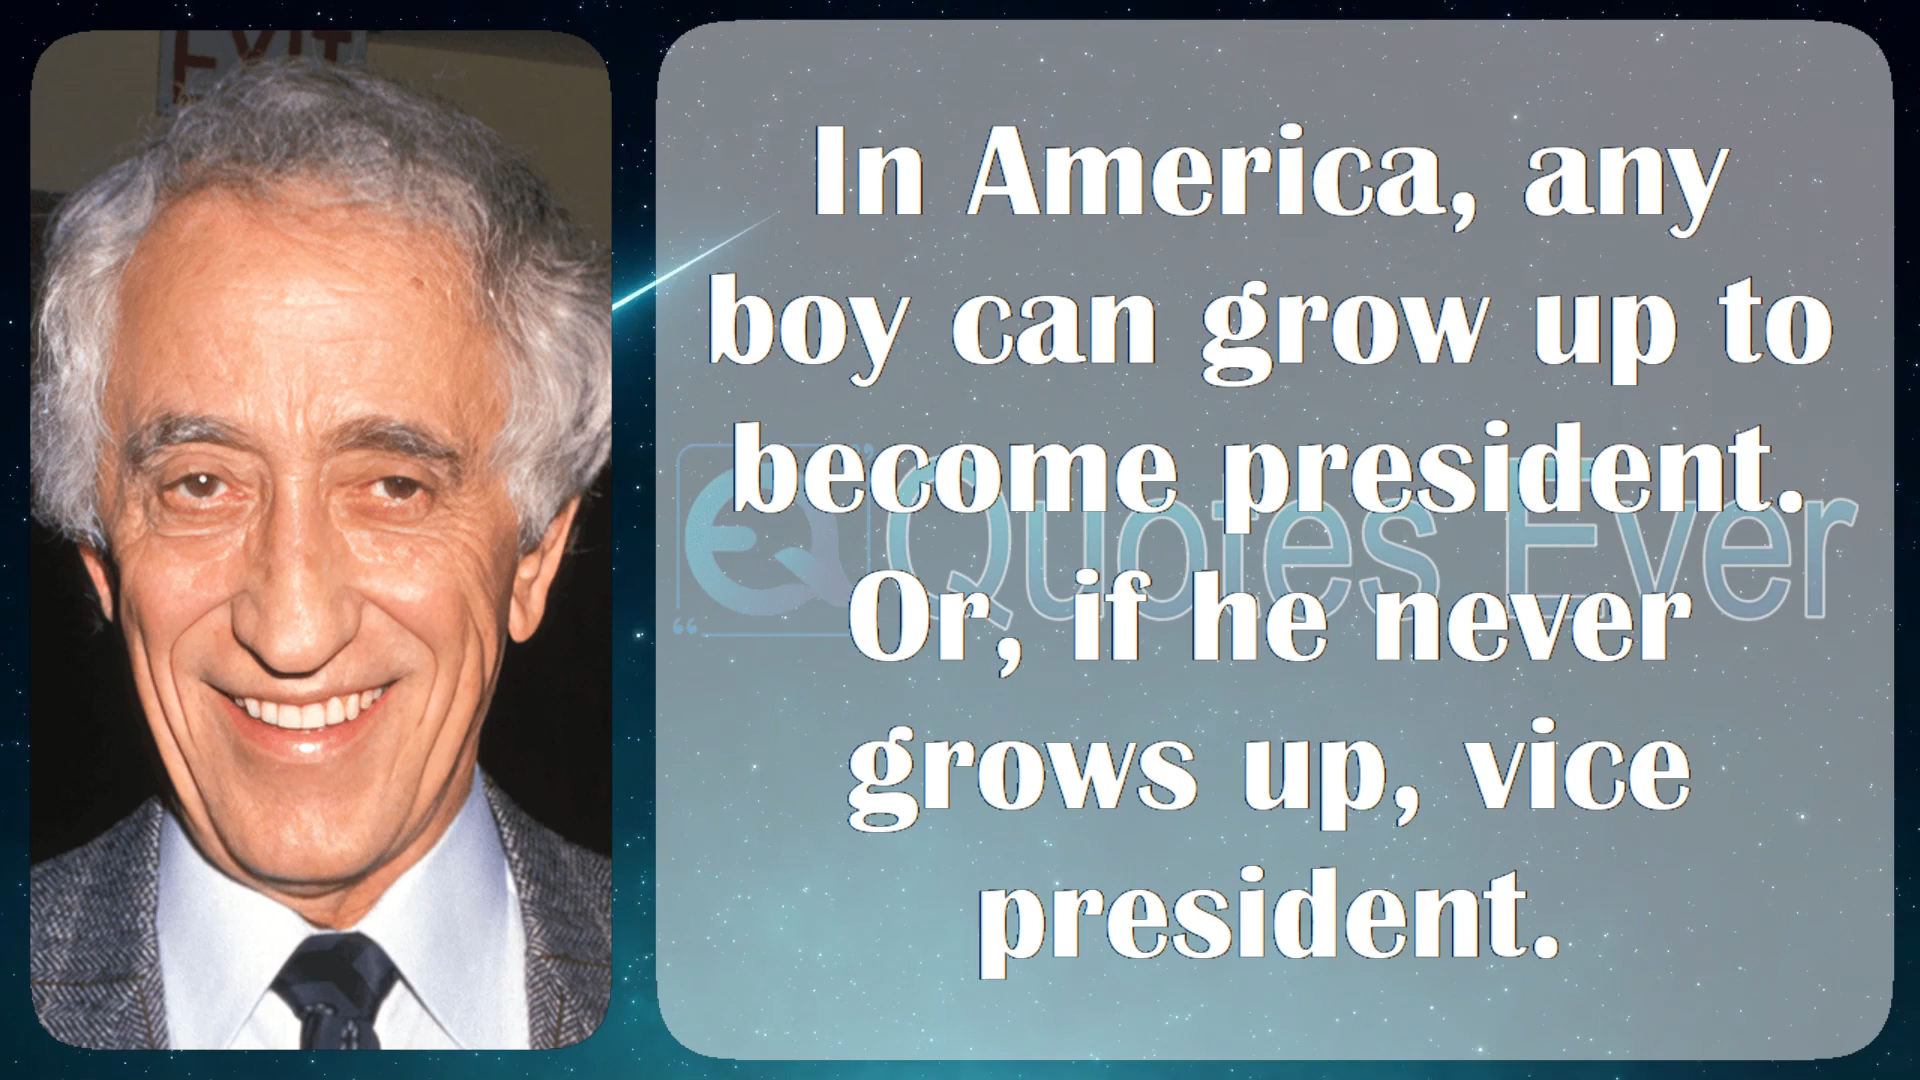 Exit
In America, any
boy can grow up to
become president.
Quotes Ever
Or, if he never
grows up, vice
president.